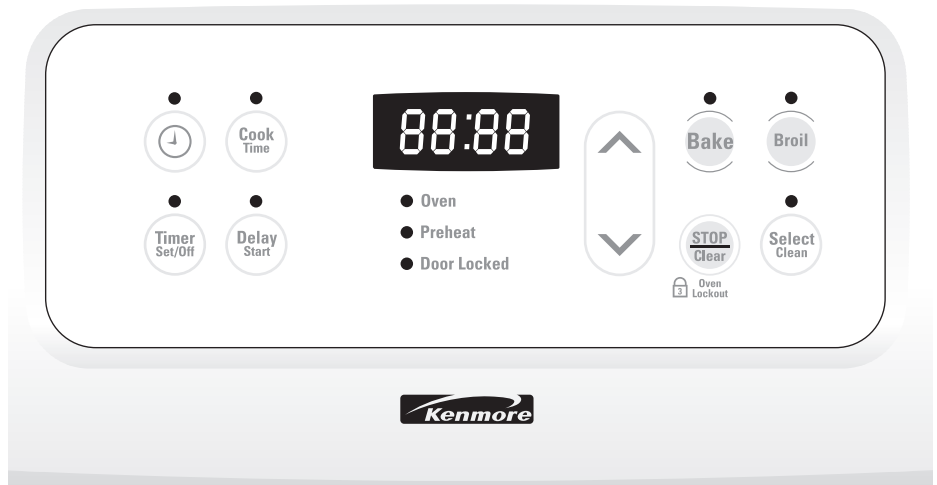 88:88
Cook
Time
Bake
Broil
Oven
Preheat
Door Locked
Timer
Set/Off
Delay
Start
STOP
Clear
Select
Clean
3
Oven
Lockout
Kenmore